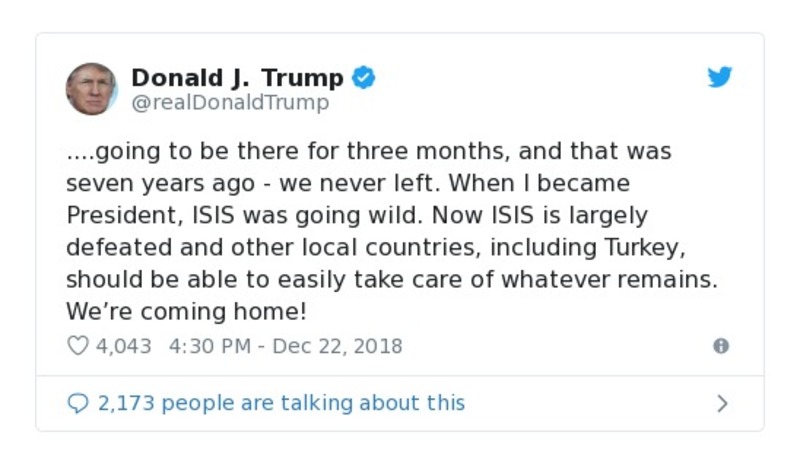 Donald J. Trump
@realDonaldTrump
....going to be there for three months, and that was
seven years ago - we never left. When I became
President, ISIS was going wild. Now ISIS is largely
defeated and other local countries, including Turkey,
should be able to easily take care of whatever remains.
We’re coming home!
4,043 4:30 PM - Dec 22, 2018
2,173 people are talking about this